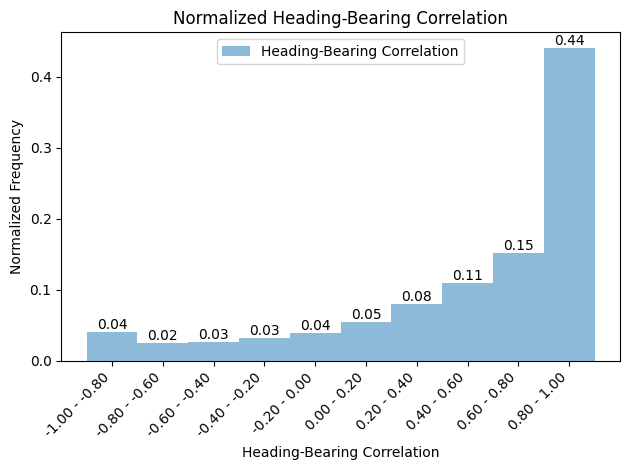 Normalized Heading-Bearing Correlation
Heading-Bearing Correlation
Normalized Frequency
0.4
0.3
0.2
0.1
0.0
0.04
0.02
0.03
0.03
0.04
0.05
0.08
0.11
0.15
0.44
-1.00 - -0.80
-0.80 - -0.60
-0.60 - -0.40
-0.40 - -0.20
-0.20 - 0.00
0.00 - 0.20
0.20 - 0.40
0.40 - 0.60
0.60 - 0.80
0.80 - 1.00
Heading-Bearing Correlation